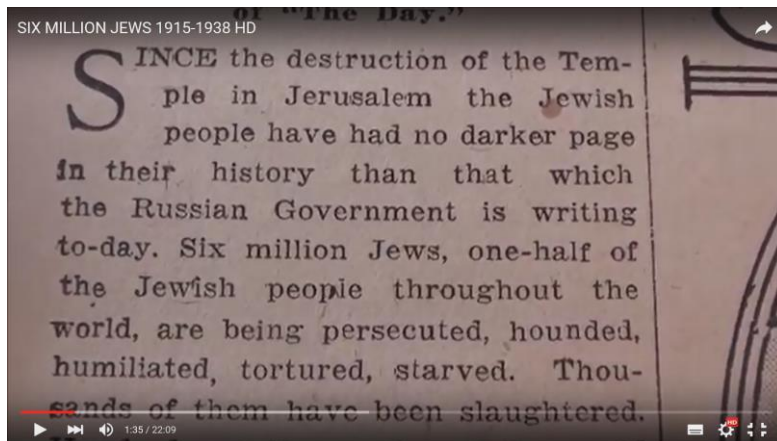 of "The Day."
SIX MILLION JEWS 1915-1938 HD
SINCE the destruction of the Tem-
ple in Jerusalem the Jewish
people have had no darker page
in their history than that which
the Russian Government is writing
to-day. Six million Jews, one-half of
the Jewish people throughout the
world, are being persecuted, hounded,
humiliated, tortured, starved. Thou-
sands of them have been slaughtered.
1:35 / 22:09
HD